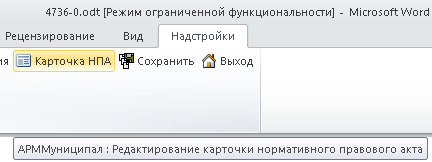 4736-0.odt [Режим ограниченной функциональности] - Microsoft Word
Рецензирование Вид Надстройки
Карточка НПА Сохранить Выход
АРММуниципал : Редактирование карточки нормативного правового акта